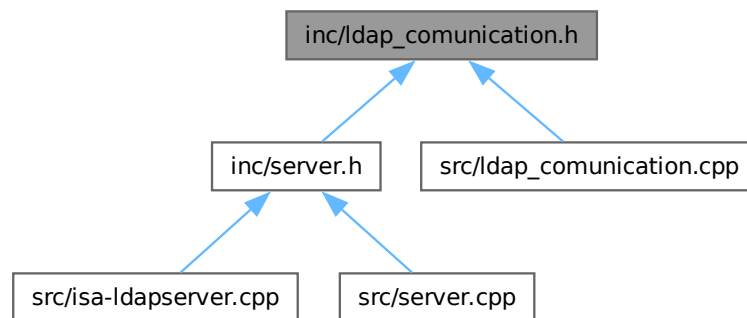 inc/ldap_comunication.h
inc/server.h
src/ldap_comunication.cpp
src/isa-ldapserver.cpp
src/server.cpp